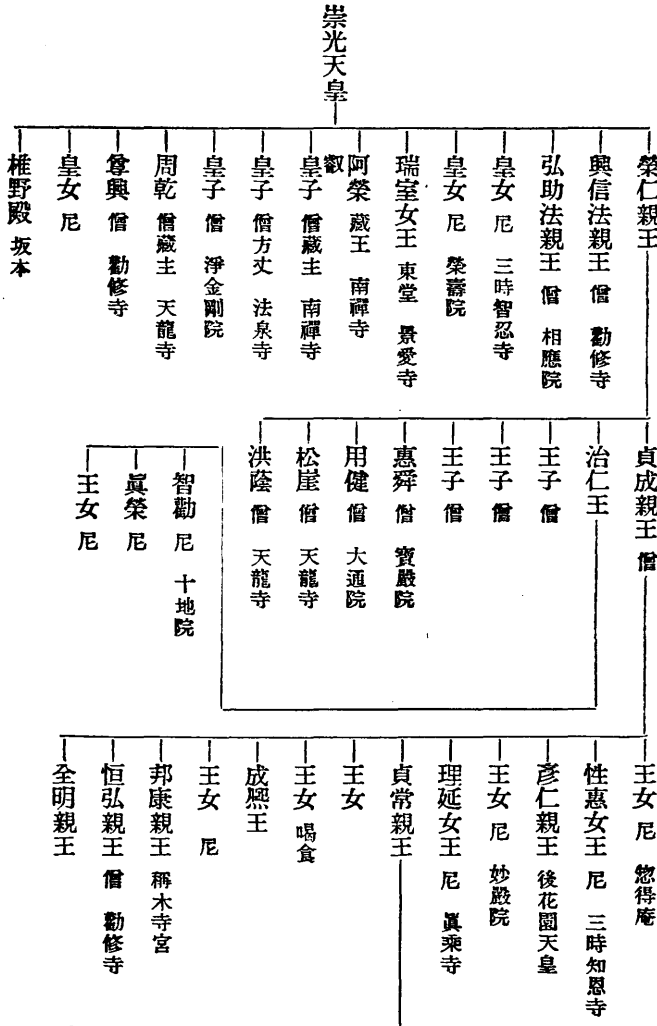 崇光天皇
榮仁親王
興信法親王 僧 勸修寺
弘助法親王 僧 相應院
皇女 尼 三時智忍寺
皇女 尼 榮壽院
瑞室女王 東堂 景愛寺
阿榮 藏王 南禪寺
叡
皇子 僧藏主 南禪寺
皇子 僧方丈 法泉寺
皇子 僧 淨金剛院
周乾 僧藏主 天龍寺
尊興 僧 勸修寺
皇女 尼
椎野殿 坂本
貞成親王 僧
治仁王
王子 僧
王子 僧
王子 僧
惠舜 僧 寶嚴院
用健 僧 大通院
松崖 僧 天龍寺
洪蔭 僧 天龍寺
智勸 尼 十地院
眞榮 尼
王女 尼
王女 尼 惣得庵
性惠女王 尼 三時知恩寺
彥仁親王 後花園天皇
王女 尼 妙嚴院
理延女王 尼 眞乘寺
貞常親王
王女
王女 喝食
成煕王
王女 尼
邦康親王 稱木寺宮
恒弘親王 僧 勸修寺
全明親王